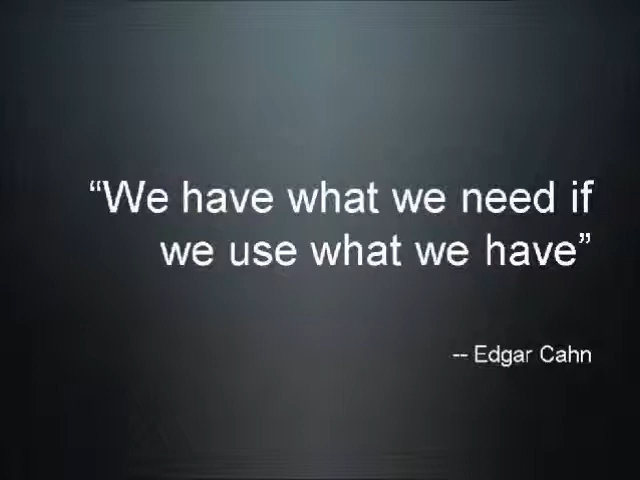 “We have what we need if
we use what we have”
-- Edgar Cahn